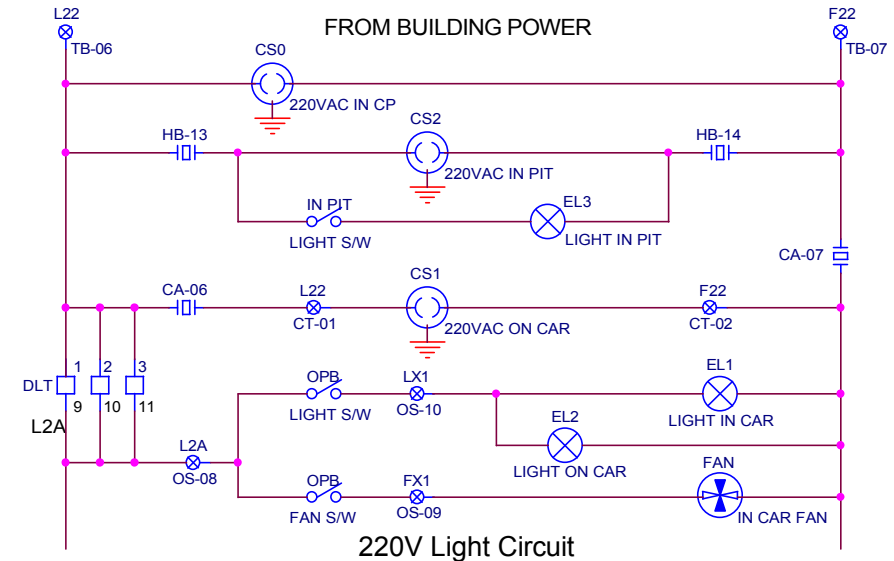 L22
FROM BUILDING POWER
F22
TB-06
TB-07
CS0
220VAC IN CP
HB-13
CS2
HB-14
220VAC IN PIT
IN PIT
EL3
LIGHT S/W
LIGHT IN PIT
CA-07
CA-06
L22
CS1
F22
CT-01
220VAC ON CAR
CT-02
1 2 3
DLT
9 10 11
L2A
OPB
LX1
EL1
LIGHT S/W
OS-10
EL2
LIGHT IN CAR
L2A
LIGHT ON CAR
OS-08
OPB
FX1
FAN
FAN S/W
OS-09
IN CAR FAN
220V Light Circuit